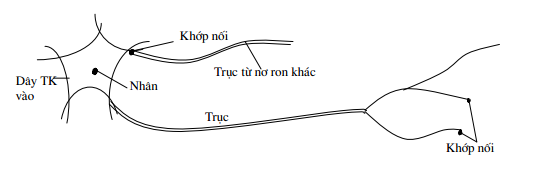 Khớp nối
Trục từ nơ ron khác
Dây TK
vào
Nhân
Trục
Khớp nối